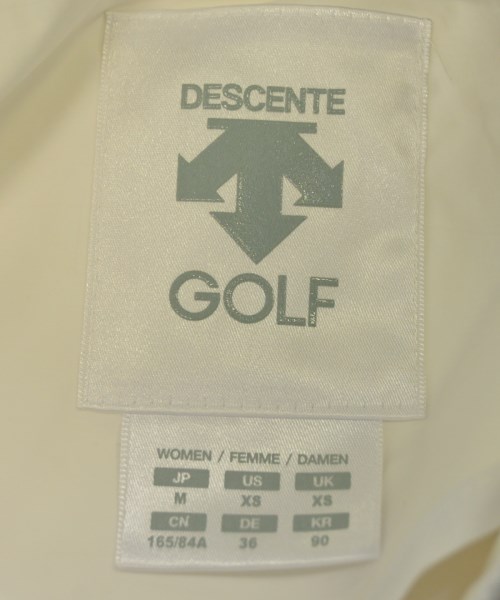 DESCENTE
GOLF
WOMEN / FEMME / DAMEN
JP US UK
M XS XS
CN DE KR
165/84A 36 90